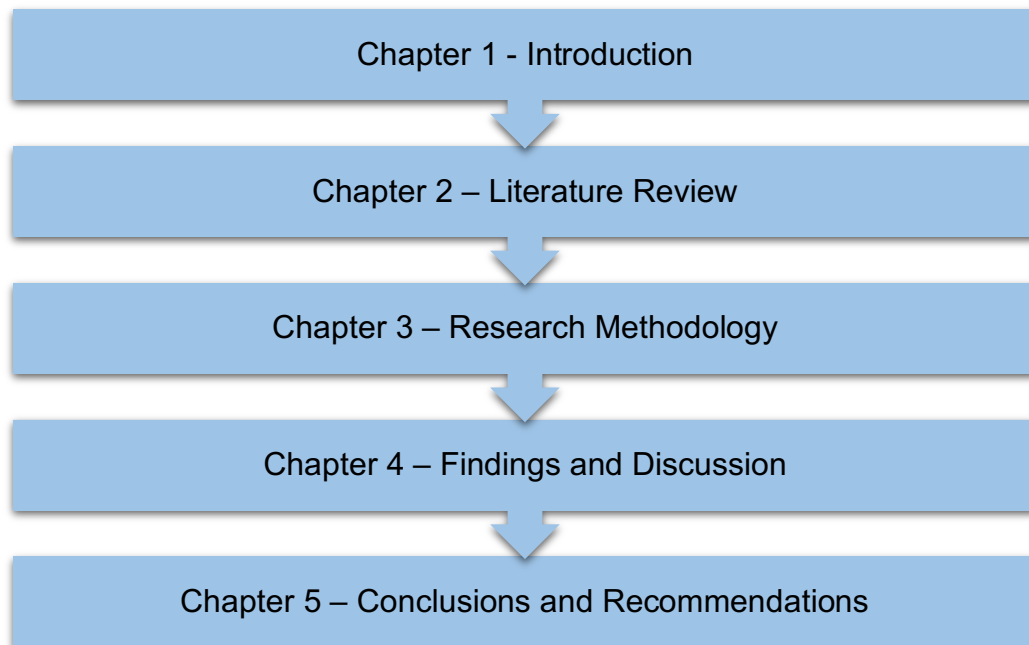 Chapter 1 - Introduction
Chapter 2 – Literature Review
Chapter 3 – Research Methodology
Chapter 4 – Findings and Discussion
Chapter 5 – Conclusions and Recommendations